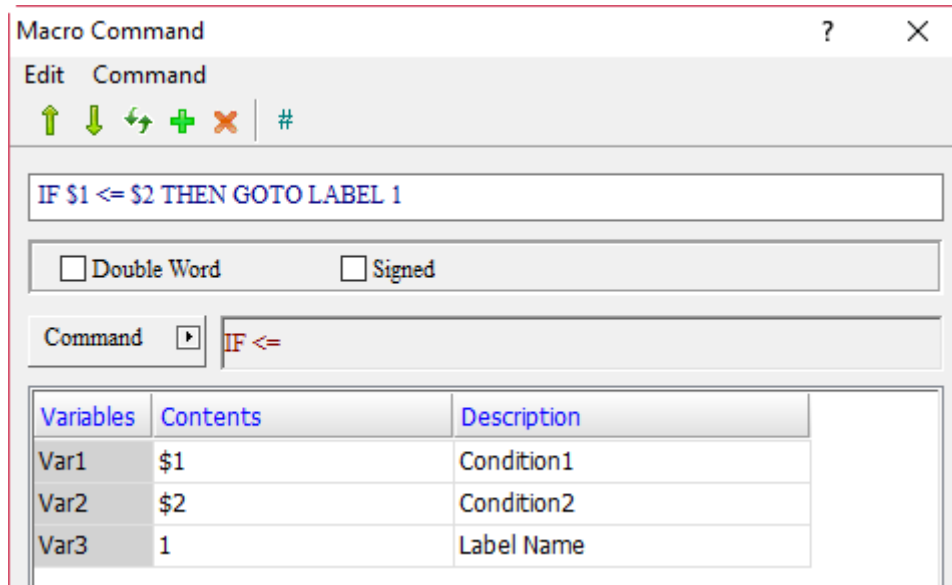 Macro Command ?
Edit Command
#
IF $1 <= $2 THEN GOTO LABEL 1
Double Word Signed
Command IF <=
Variables Contents Description
Var1 $1 Condition1
Var2 $2 Condition2
Var3 1 Label Name